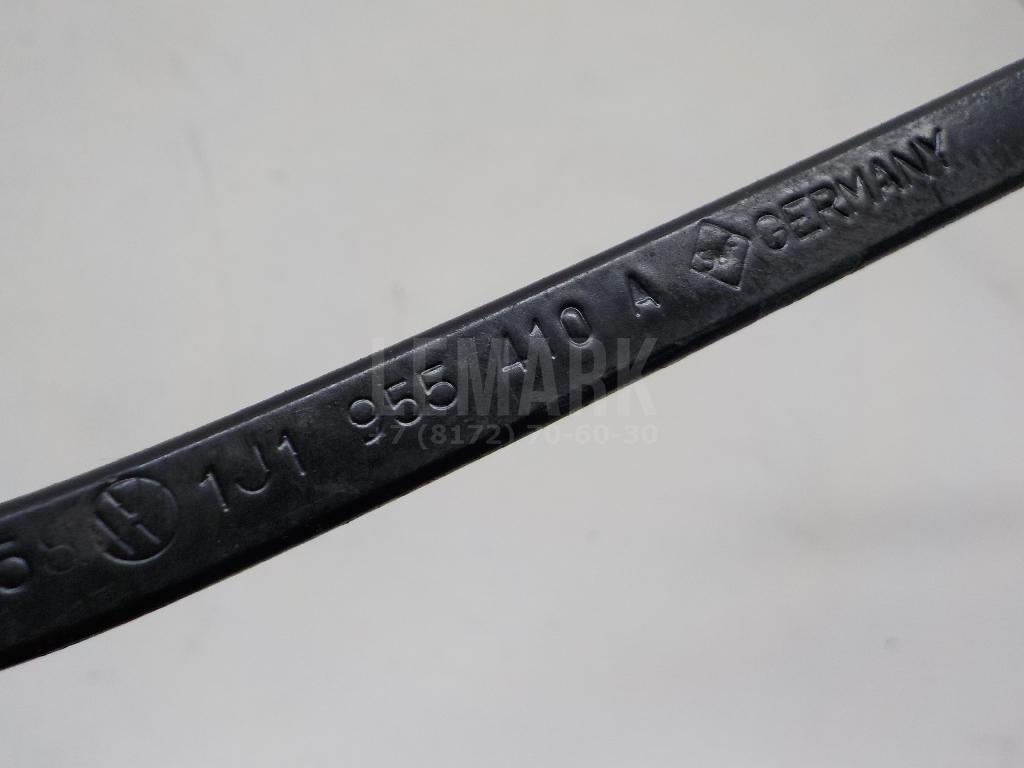 1J1 955 410 A GERMANY
LEMARK
+7 (8172) 70-60-30